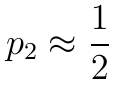 p₂ ≈ 1/2